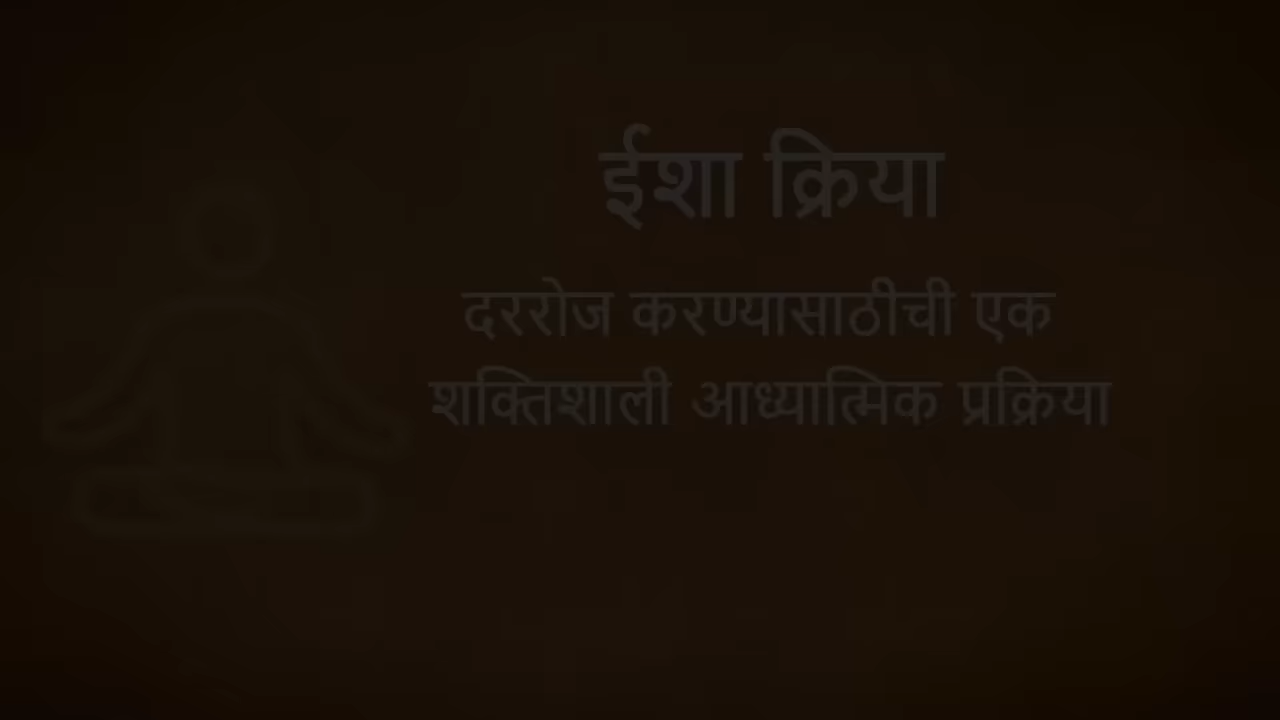 ईशा क्रिया
दररोज करण्यासाठीची एक
शक्तिशाली आध्यात्मिक प्रक्रिया